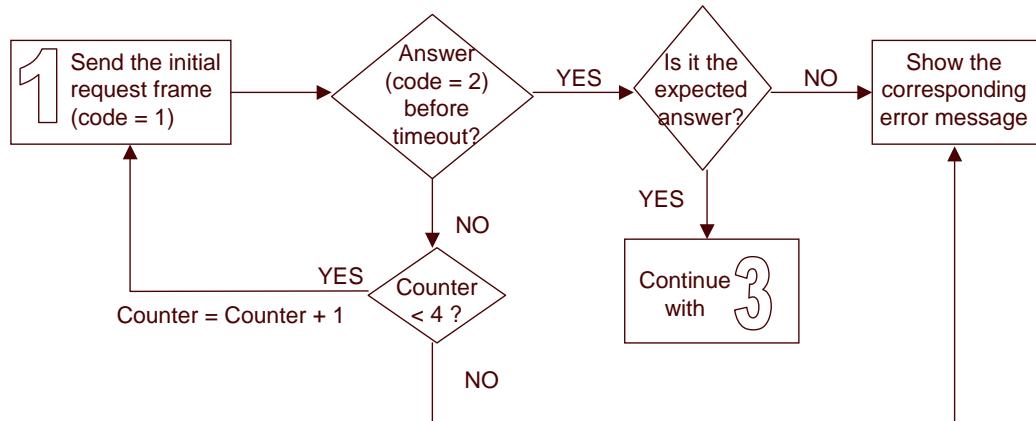 1
Send the initial
request frame
(code = 1)
Answer
(code = 2)
before
timeout?
YES
Is it the
expected
answer?
NO
Show the
corresponding
error message
NO
YES
YES
Counter
< 4 ?
Counter = Counter + 1
Continue
with
3
NO